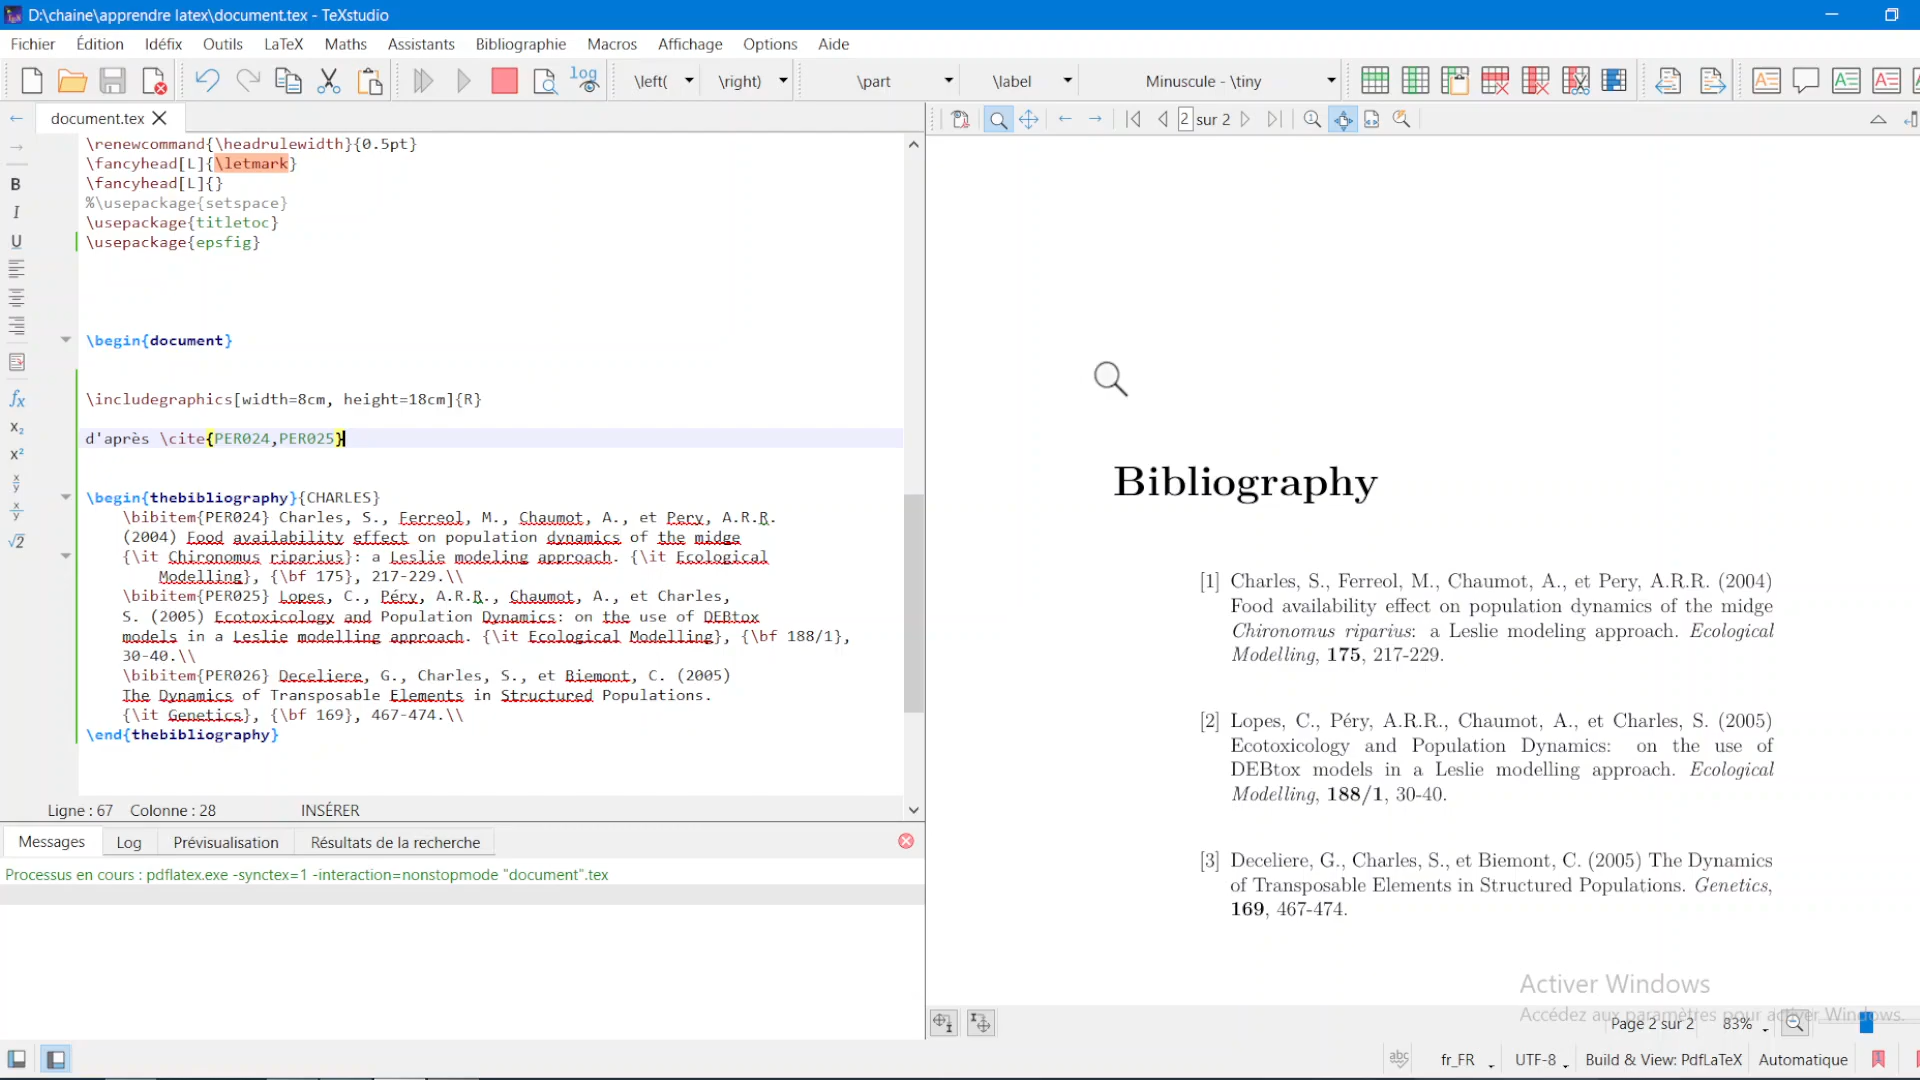 D:\chaine\apprendre latex\document.tex - TeXstudio
Fichier Édition Idéfix Outils LaTeX Maths Assistants Bibliographie Macros Affichage Options Aide
log \left( \right) \part \label Minuscule - \tiny
document.tex
2 sur 2
\renewcommand{\headrulewidth}{0.5pt}
\fancyhead[L]{\letmark}
\fancyhead[L]{}
%\usepackage{setspace}
\usepackage{titletoc}
\usepackage{epsfig}
\begin{document}
\includegraphics[width=8cm, height=18cm]{R}
d'après \cite{PER024,PER025}
\begin{thebibliography}{CHARLES}
\bibitem{PER024} Charles, S., Ferreol, M., Chaumot, A., et Pery, A.R.R.
(2004) Food availability effect on population dynamics of the midge
{\it Chironomus riparius}: a Leslie modeling approach. {\it Ecological
Modelling}, {\bf 175}, 217-229.\\
\bibitem{PER025} Lopes, C., Péry, A.R.R., Chaumot, A., et Charles,
S. (2005) Ecotoxicology and Population Dynamics: on the use of DEBtox
models in a Leslie modelling approach. {\it Ecological Modelling}, {\bf 188/1},
30-40.\\
\bibitem{PER026} Deceliere, G., Charles, S., et Biemont, C. (2005)
The Dynamics of Transposable Elements in Structured Populations.
{\it Genetics}, {\bf 169}, 467-474.\\
\end{thebibliography}
Ligne : 67 Colonne : 28 INSÉRER
Messages Log Prévisualisation Résultats de la recherche
Processus en cours : pdflatex.exe -synctex=1 -interaction=nonstopmode "document".tex
Bibliography
[1] Charles, S., Ferreol, M., Chaumot, A., et Pery, A.R.R. (2004)
Food availability effect on population dynamics of the midge
Chironomus riparius: a Leslie modeling approach. Ecological
Modelling, 175, 217-229.
[2] Lopes, C., Péry, A.R.R., Chaumot, A., et Charles, S. (2005)
Ecotoxicology and Population Dynamics: on the use of
DEBtox models in a Leslie modelling approach. Ecological
Modelling, 188/1, 30-40.
[3] Deceliere, G., Charles, S., et Biemont, C. (2005) The Dynamics
of Transposable Elements in Structured Populations. Genetics,
169, 467-474.
Activer Windows
Accédez aux paramètres pour activer Windows.
Page 2 sur 2 83%
abc fr_FR UTF-8 Build & View: PdfLaTeX Automatique
B
I
U
fx
x₂
x²
x/y
x/y
√2